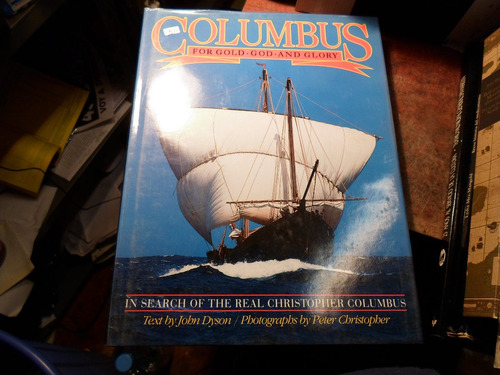 COLUMBUS
FOR GOLD · GOD · AND GLORY
IN SEARCH OF THE REAL CHRISTOPHER COLUMBUS
Text by John Dyson / Photographs by Peter Christopher